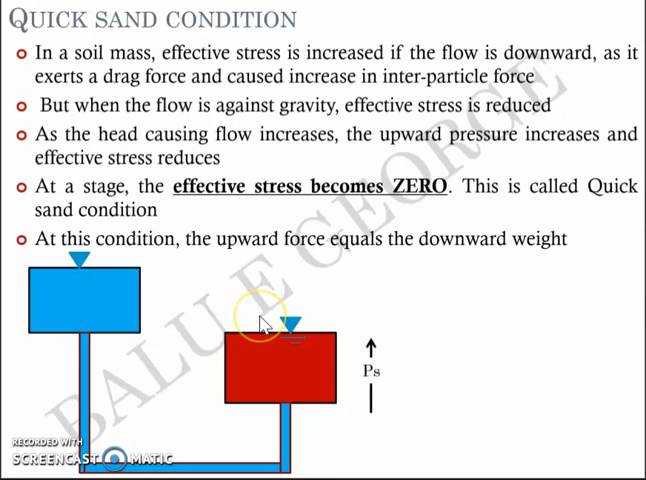 QUICK SAND CONDITION
In a soil mass, effective stress is increased if the flow is downward, as it
exerts a drag force and caused increase in inter-particle force
But when the flow is against gravity, effective stress is reduced
As the head causing flow increases, the upward pressure increases and
effective stress reduces
At a stage, the effective stress becomes ZERO. This is called Quick
sand condition
At this condition, the upward force equals the downward weight
BALU E GEORGE
Ps
RECORDED WITH
SCREENCAST MATIC